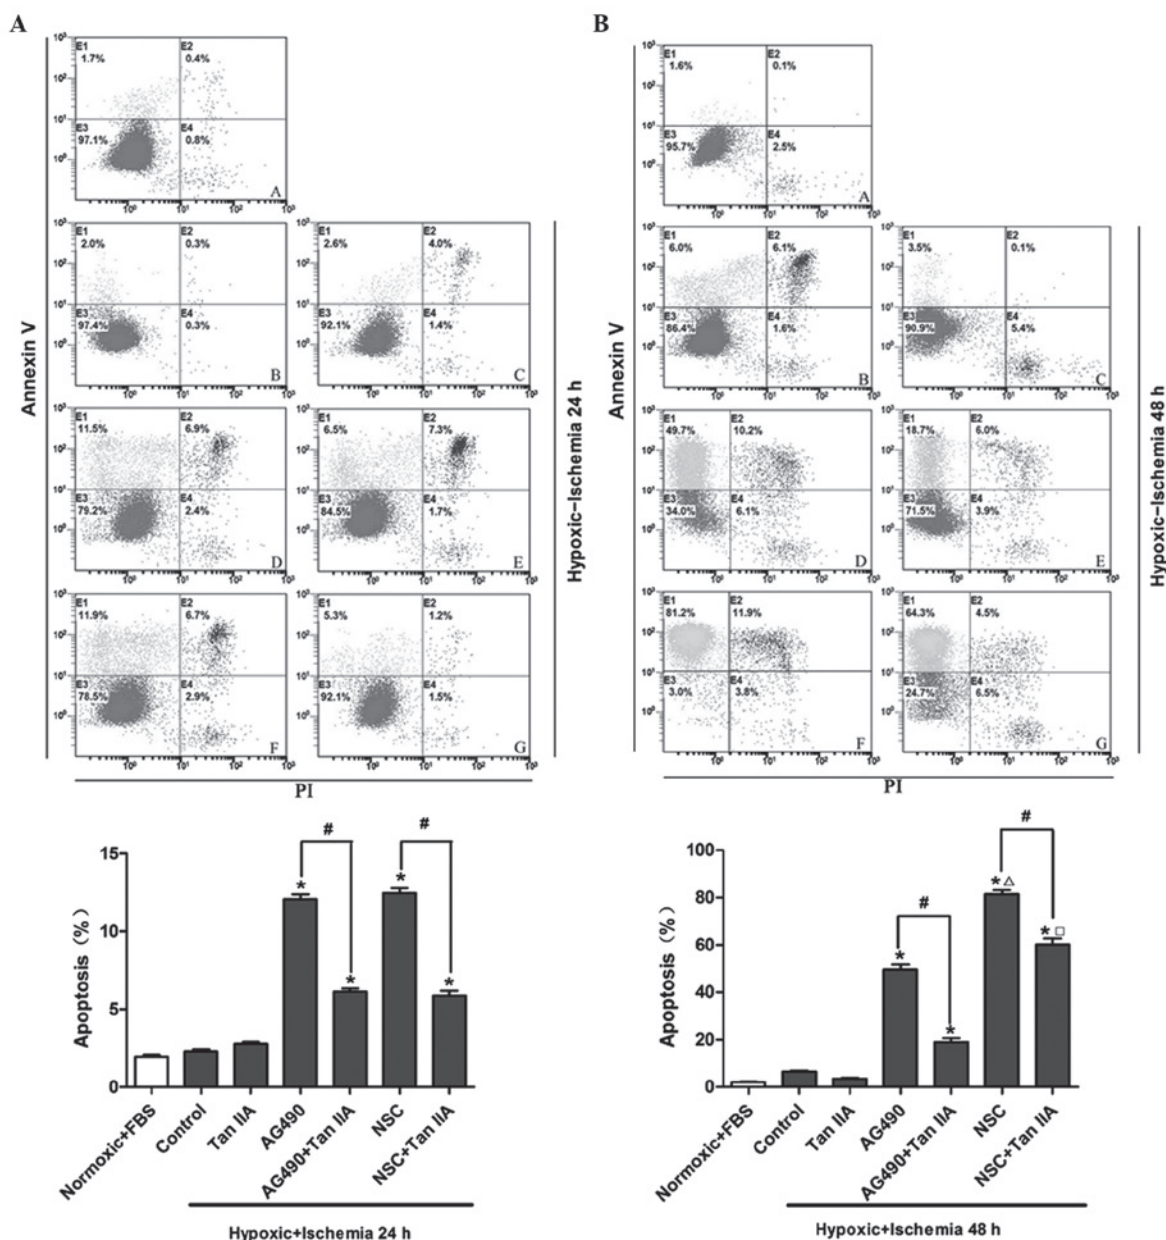 A
B
Annexin V
E1
1.7%
E2
0.4%
E3
97.1%
E4
0.8%
A
E1
2.0%
E2
0.3%
E3
97.4%
E4
0.3%
B
E1
2.6%
E2
4.0%
E3
92.1%
E4
1.4%
C
E1
11.5%
E2
6.9%
E3
79.2%
E4
2.4%
D
E1
6.5%
E2
7.3%
E3
84.5%
E4
1.7%
E
E1
11.9%
E2
6.7%
E3
78.5%
E4
2.9%
F
E1
5.3%
E2
1.2%
E3
92.1%
E4
1.5%
G
Hypoxic-Ischemia 24 h
PI
Annexin V
E1
1.6%
E2
0.1%
E3
95.7%
E4
2.5%
A
E1
6.0%
E2
6.1%
E3
86.4%
E4
1.6%
B
E1
3.5%
E2
0.1%
E3
90.9%
E4
5.4%
C
E1
49.7%
E2
10.2%
E3
34.0%
E4
6.1%
D
E1
18.7%
E2
6.0%
E3
71.5%
E4
3.9%
E
E1
81.2%
E2
11.9%
E3
3.0%
E4
3.8%
F
E1
64.3%
E2
4.5%
E3
24.7%
E4
6.5%
G
Hypoxic-Ischemia 48 h
PI
Apoptosis (%)
15
10
5
0
#
#
*
*
*
*
Normoxic+FBS
Control
Tan IIA
AG490
AG490+Tan IIA
NSC
NSC+Tan IIA
Hypoxic+Ischemia 24 h
Apoptosis (%)
100
80
60
40
20
0
#
#
*
*
*△
*□
Normoxic+FBS
Control
Tan IIA
AG490
AG490+Tan IIA
NSC
NSC+Tan IIA
Hypoxic+Ischemia 48 h